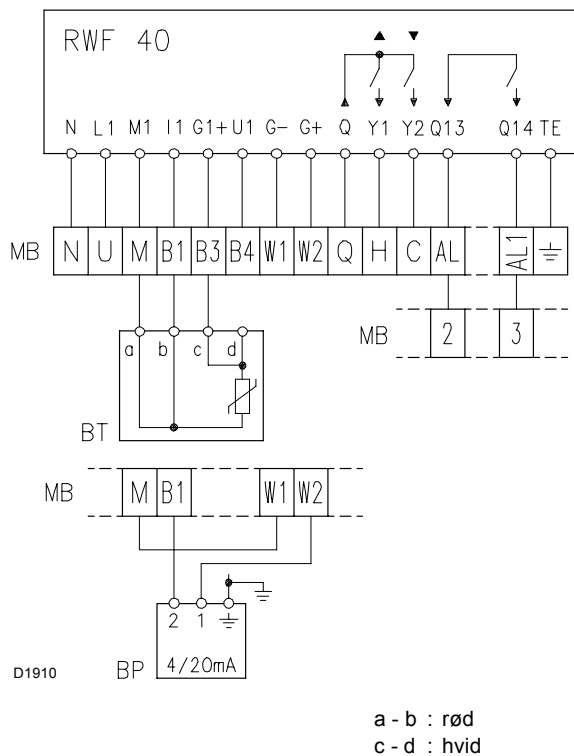 RWF 40
N L1 M1 I1 G1+ U1 G- G+ Q Y1 Y2 Q13 Q14 TE
MB N U M B1 B3 B4 W1 W2 Q H C AL AL1
MB 2 3
a b c d
BT
MB M B1 W1 W2
2 1
BP 4/20mA
D1910
a - b : rød
c - d : hvid